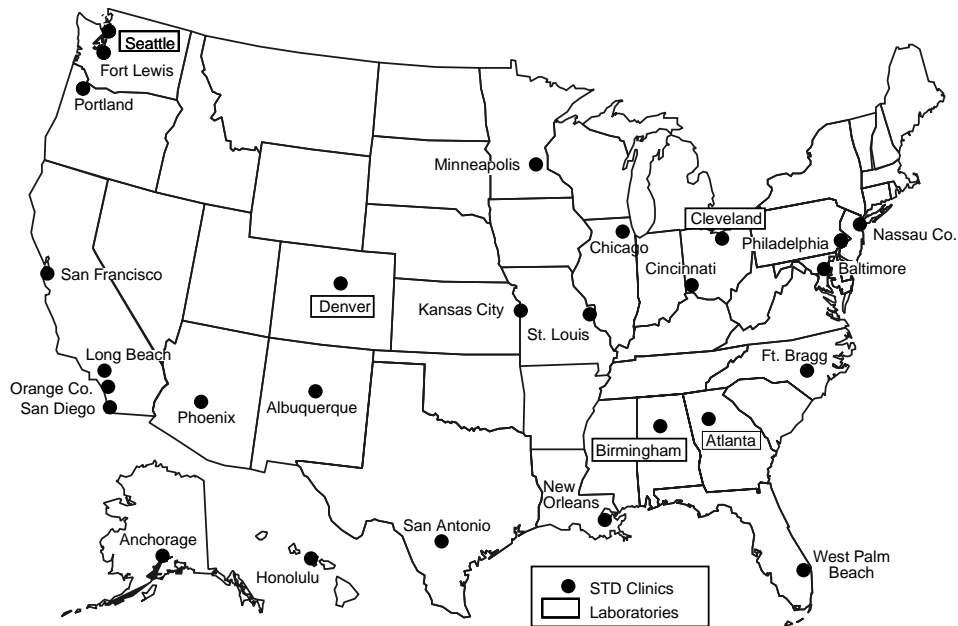 Seattle
Fort Lewis
Portland
Minneapolis
Cleveland
Chicago
Philadelphia
Nassau Co.
Cincinnati
Baltimore
San Francisco
Denver
Kansas City
St. Louis
Long Beach
Orange Co.
San Diego
Phoenix
Albuquerque
Ft. Bragg
Birmingham
Atlanta
New
Orleans
San Antonio
Anchorage
Honolulu
West Palm
Beach
STD Clinics
Laboratories